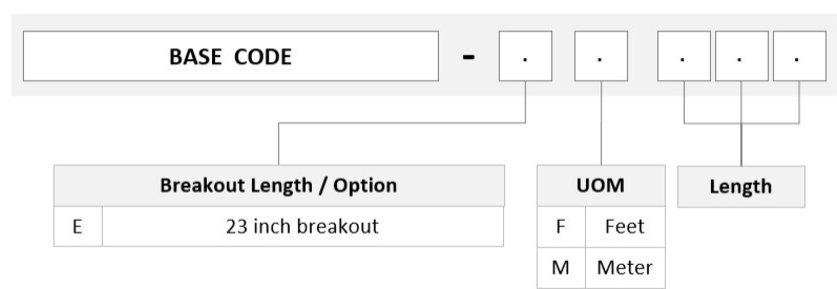 BASE CODE - . . . . .
Breakout Length / Option UOM Length
E 23 inch breakout F Feet
M Meter